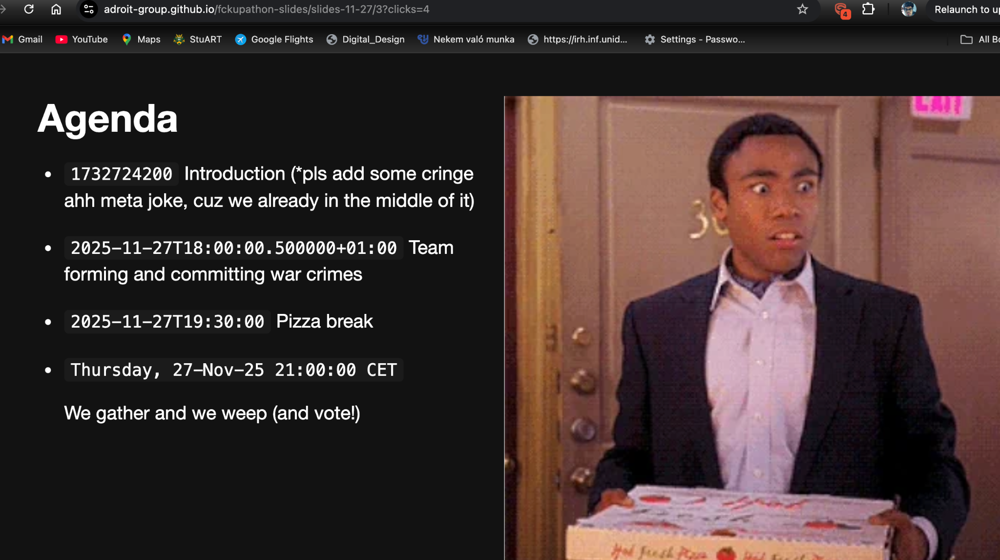 adroit-group.github.io/fckupathon-slides/slides-11-27/3?clicks=4
4
Relaunch to
Gmail YouTube Maps StuART Google Flights Digital_Design Nekem való munka https://irh.inf.unid... Settings - Passwo... All
Agenda
1732724200 Introduction (*pls add some cringe
ahh meta joke, cuz we already in the middle of it)
2025-11-27T18:00:00.500000+01:00 Team
forming and committing war crimes
2025-11-27T19:30:00 Pizza break
Thursday, 27-Nov-25 21:00:00 CET
We gather and we weep (and vote!)
EXIT
30
Hot Fresh Pizza Hot Fresh